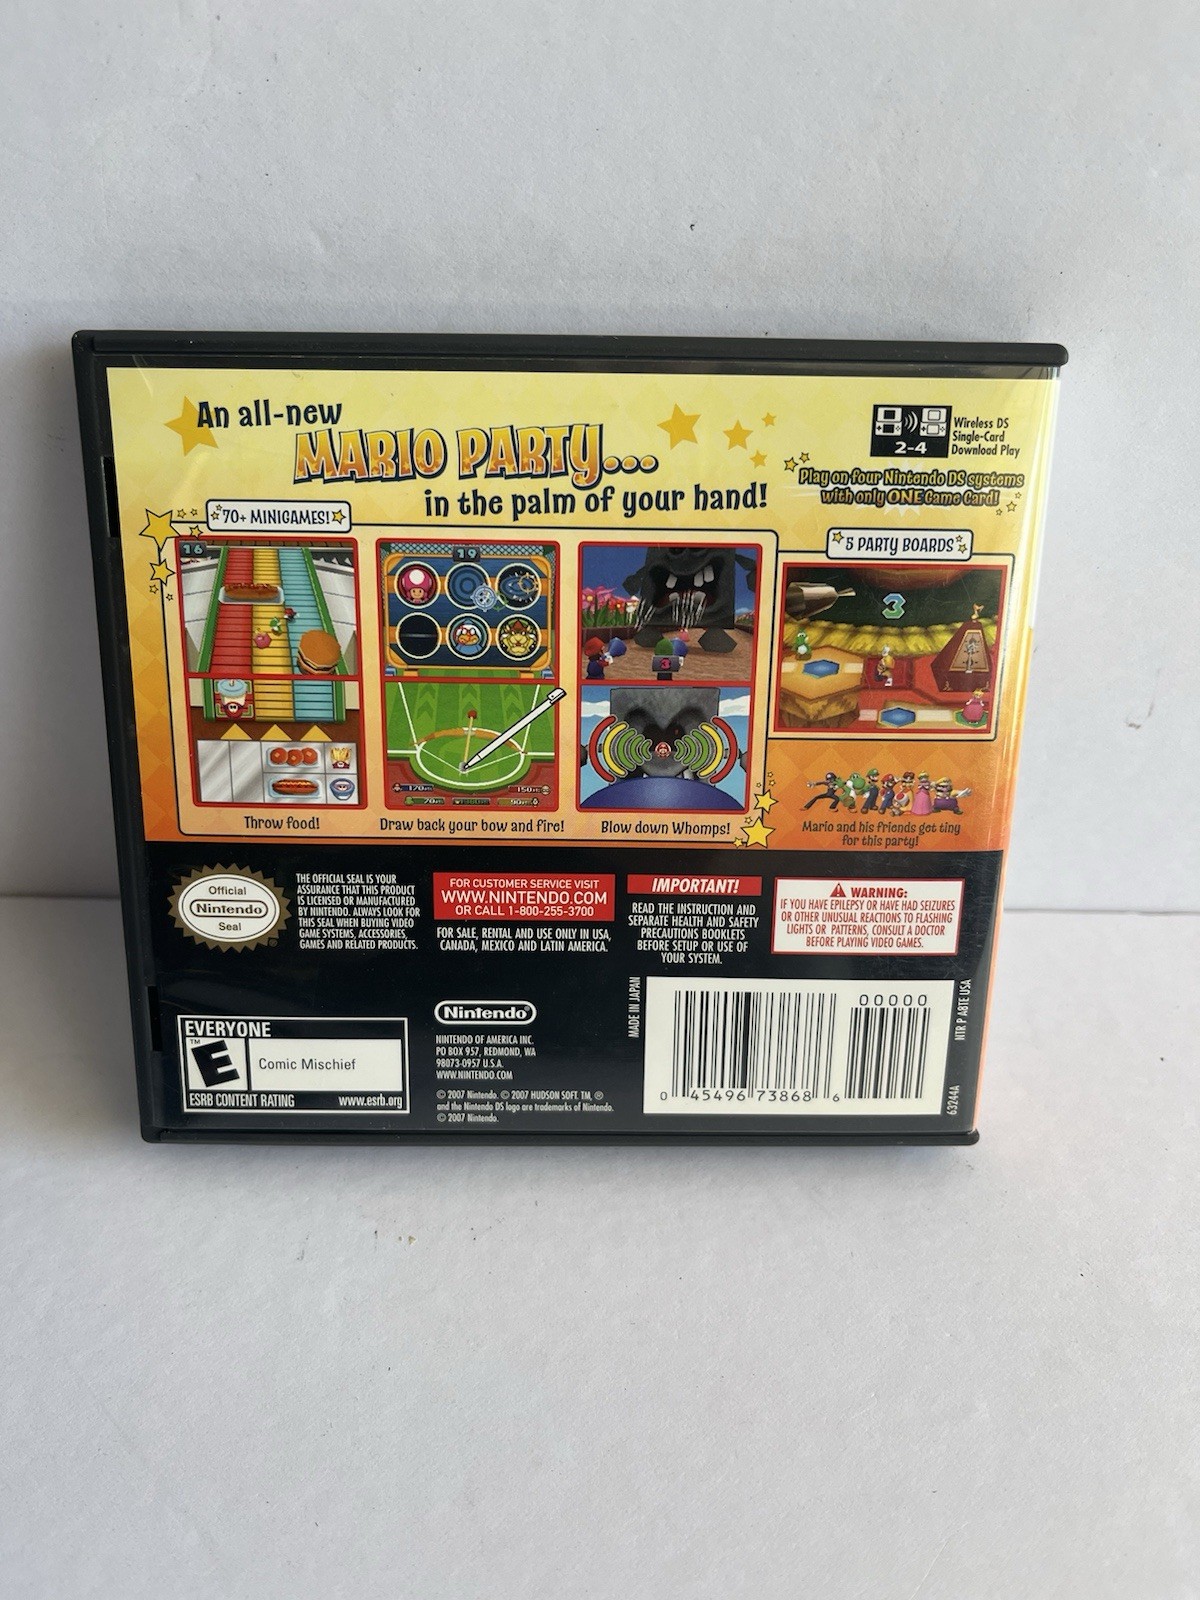 An all-new
MARIO PARTY...
in the palm of your hand!
2-4
Wireless DS
Single-Card
Download Play
Play on four Nintendo DS systems
with only ONE Game Card!
70+ MINIGAMES!
5 PARTY BOARDS
16
19
3
3
170m
150m
70m
90m
Throw food!
Draw back your bow and fire!
Blow down Whomps!
Mario and his friends get tiny
for this party!
Official
Nintendo
Seal
THE OFFICIAL SEAL IS YOUR
ASSURANCE THAT THIS PRODUCT
IS LICENSED OR MANUFACTURED
BY NINTENDO. ALWAYS LOOK FOR
THIS SEAL WHEN BUYING VIDEO
GAME SYSTEMS, ACCESSORIES,
GAMES AND RELATED PRODUCTS.
FOR CUSTOMER SERVICE VISIT
WWW.NINTENDO.COM
OR CALL 1-800-255-3700
FOR SALE, RENTAL AND USE ONLY IN USA,
CANADA, MEXICO AND LATIN AMERICA.
IMPORTANT!
READ THE INSTRUCTION AND
SEPARATE HEALTH AND SAFETY
PRECAUTIONS BOOKLETS
BEFORE SETUP OR USE OF
YOUR SYSTEM.
WARNING:
IF YOU HAVE EPILEPSY OR HAVE HAD SEIZURES
OR OTHER UNUSUAL REACTIONS TO FLASHING
LIGHTS OR PATTERNS, CONSULT A DOCTOR
BEFORE PLAYING VIDEO GAMES.
EVERYONE
E
TM
Comic Mischief
ESRB CONTENT RATING www.esrb.org
Nintendo®
NINTENDO OF AMERICA INC.
PO BOX 957, REDMOND, WA
98073-0957 U.S.A.
WWW.NINTENDO.COM
© 2007 Nintendo. © 2007 HUDSON SOFT. TM, ®
and the Nintendo DS logo are trademarks of Nintendo.
© 2007 Nintendo.
MADE IN JAPAN
00000
0 45496 73868 6
NTR P A8TE USA
63244A